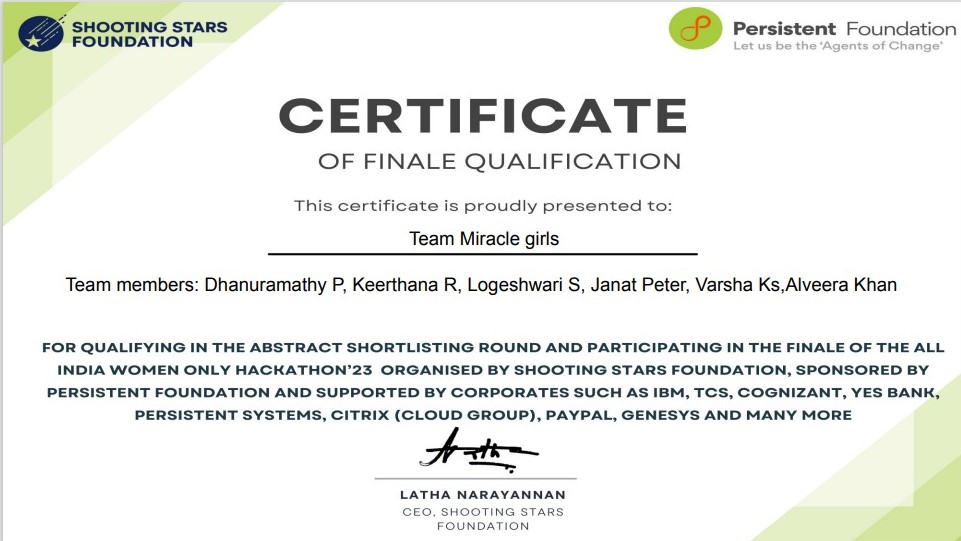 SHOOTING STARS
FOUNDATION
Persistent Foundation
Let us be the 'Agents of Change'
CERTIFICATE
OF FINALE QUALIFICATION
This certificate is proudly presented to:
Team Miracle girls
Team members: Dhanuramathy P, Keerthana R, Logeshwari S, Janat Peter, Varsha Ks,Alveera Khan
FOR QUALIFYING IN THE ABSTRACT SHORTLISTING ROUND AND PARTICIPATING IN THE FINALE OF THE ALL
INDIA WOMEN ONLY HACKATHON'23 ORGANISED BY SHOOTING STARS FOUNDATION, SPONSORED BY
PERSISTENT FOUNDATION AND SUPPORTED BY CORPORATES SUCH AS IBM, TCS, COGNIZANT, YES BANK,
PERSISTENT SYSTEMS, CITRIX (CLOUD GROUP), PAYPAL, GENESYS AND MANY MORE
LATHA NARAYANNAN
CEO, SHOOTING STARS
FOUNDATION